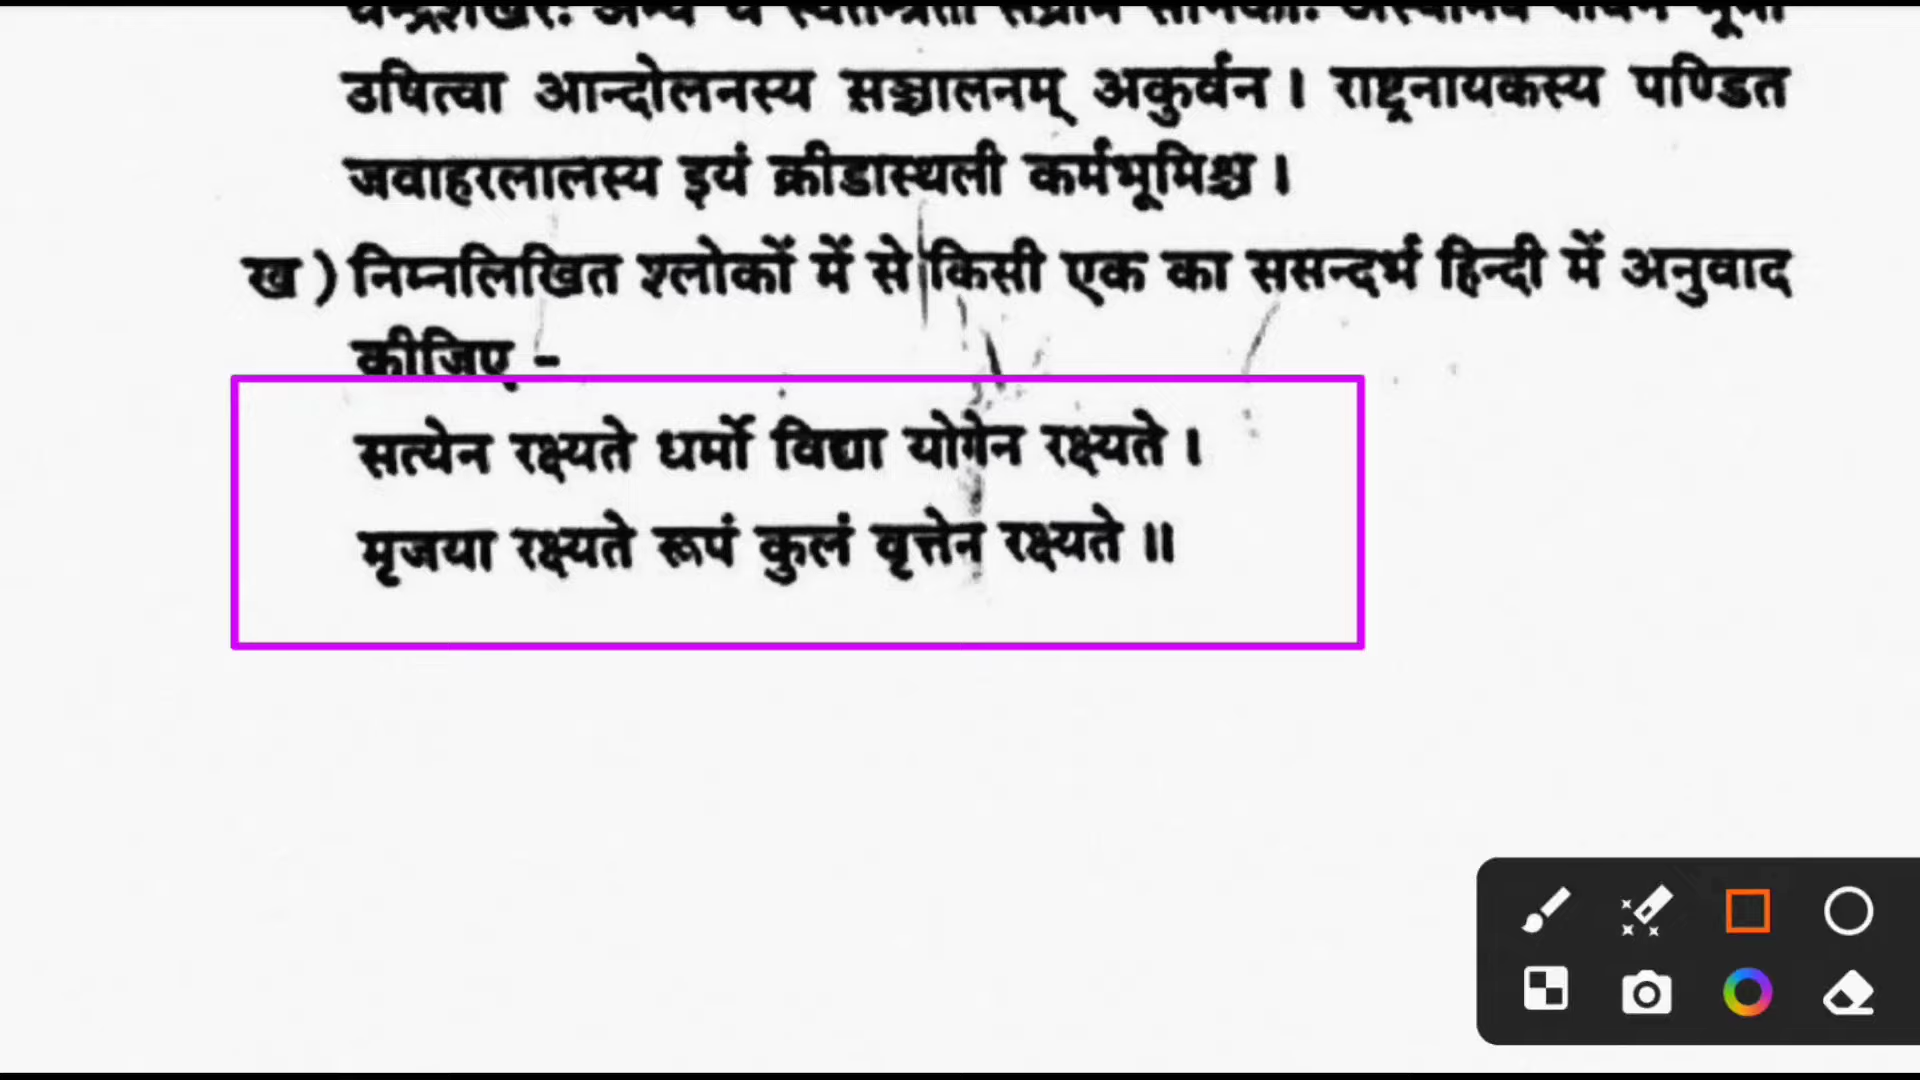 उषित्वा आन्दोलनस्य सञ्चालनम् अकुर्वन । राष्ट्रनायकस्य पण्डित
जवाहरलालस्य इयं क्रीडास्थली कर्मभूमिश्च ।
ख ) निम्नलिखित श्लोकों में से किसी एक का ससन्दर्भ हिन्दी में अनुवाद
कीजिए -
सत्येन रक्ष्यते धर्मो विद्या योगेन रक्ष्यते ।
मृजया रक्ष्यते रूपं कुलं वृत्तेन रक्ष्यते ॥